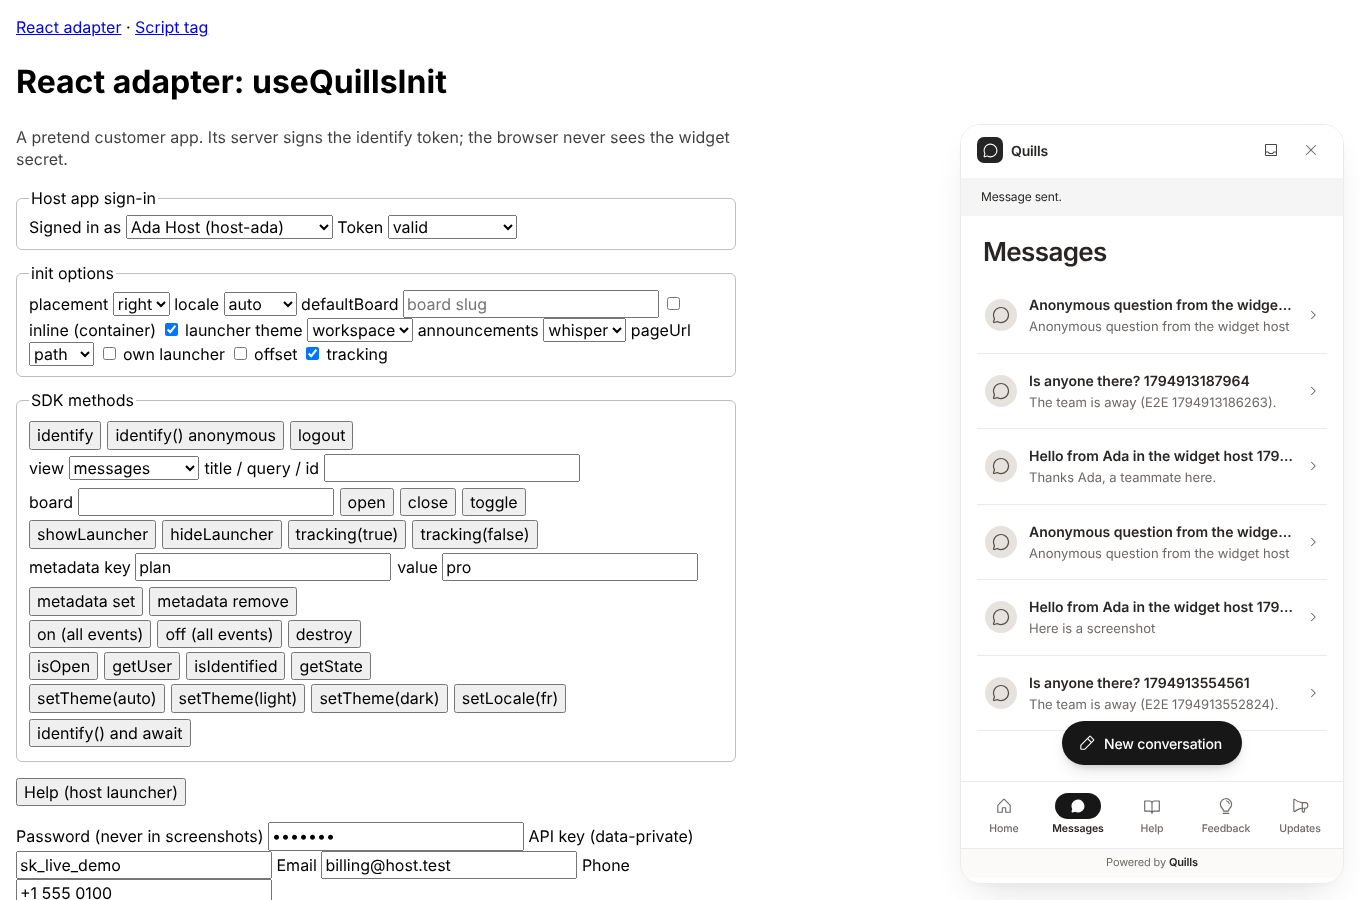 React adapter · Script tag
React adapter: useQuillsInit
A pretend customer app. Its server signs the identify token; the browser never sees the widget
secret.
Host app sign-in
Signed in as Ada Host (host-ada) Token valid
init options
placement right locale auto defaultBoard board slug
inline (container) launcher theme workspace announcements whisper pageUrl
path own launcher offset tracking
SDK methods
identify identify() anonymous logout
view messages title / query / id
board open close toggle
showLauncher hideLauncher tracking(true) tracking(false)
metadata key plan value pro
metadata set metadata remove
on (all events) off (all events) destroy
isOpen getUser isIdentified getState
setTheme(auto) setTheme(light) setTheme(dark) setLocale(fr)
identify() and await
Help (host launcher)
Password (never in screenshots) ••••••• API key (data-private)
sk_live_demo Email billing@host.test Phone
+1 555 0100
Quills
Message sent.
Messages
Anonymous question from the widge...
Anonymous question from the widget host
Is anyone there? 1794913187964
The team is away (E2E 1794913186263).
Hello from Ada in the widget host 179...
Thanks Ada, a teammate here.
Anonymous question from the widge...
Anonymous question from the widget host
Hello from Ada in the widget host 179...
Here is a screenshot
Is anyone there? 1794913554561
The team is away (E2E 1794913552824).
New conversation
Home Messages Help Feedback Updates
Powered by Quills